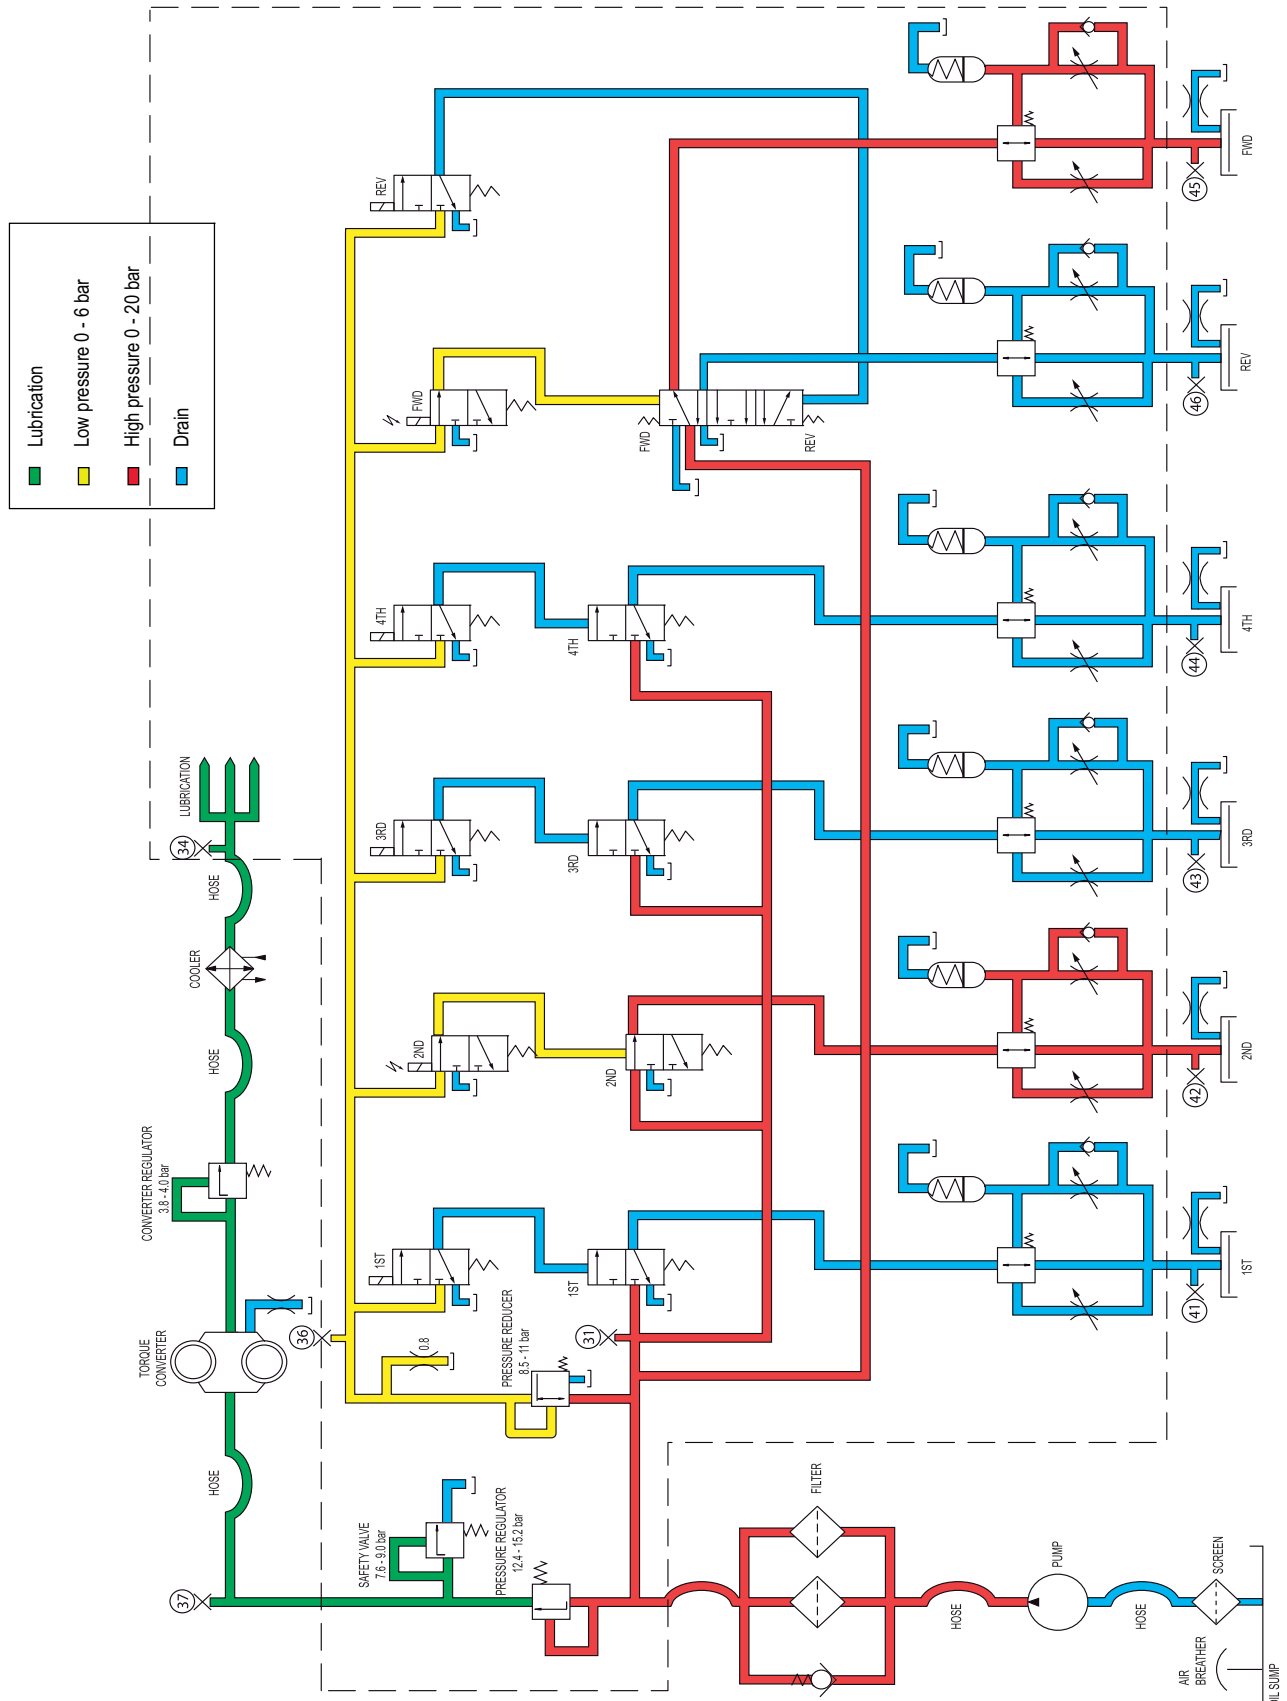 Lubrication
Low pressure 0 - 6 bar
High pressure 0 - 20 bar
Drain
37
HOSE
TORQUE
CONVERTER
CONVERTER REGULATOR
3.8 - 4.0 bar
HOSE
COOLER
HOSE
34
LUBRICATION
SAFETY VALVE
7.6 - 9.0 bar
PRESSURE REGULATOR
12.4 - 15.2 bar
36
0.8
PRESSURE REDUCER
8.5 - 11 bar
31
1ST
2ND
3RD
4TH
FWD
REV
1ST
2ND
3RD
4TH
FWD
REV
FILTER
HOSE
PUMP
HOSE
SCREEN
AIR
BREATHER
IL SUMP
41
1ST
42
2ND
43
3RD
44
4TH
46
REV
45
FWD